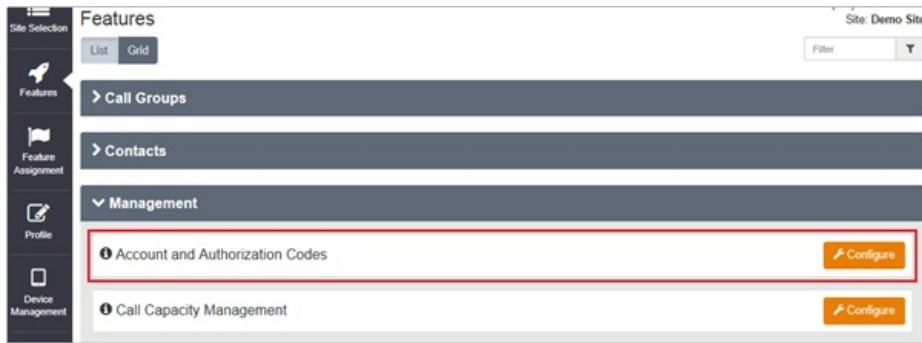 Site Selection
Features
Site: Demo Site
List Grid
Filter
Features
Call Groups
Feature
Assignment
Contacts
Management
Profile
Account and Authorization Codes
Configure
Device
Management
Call Capacity Management
Configure